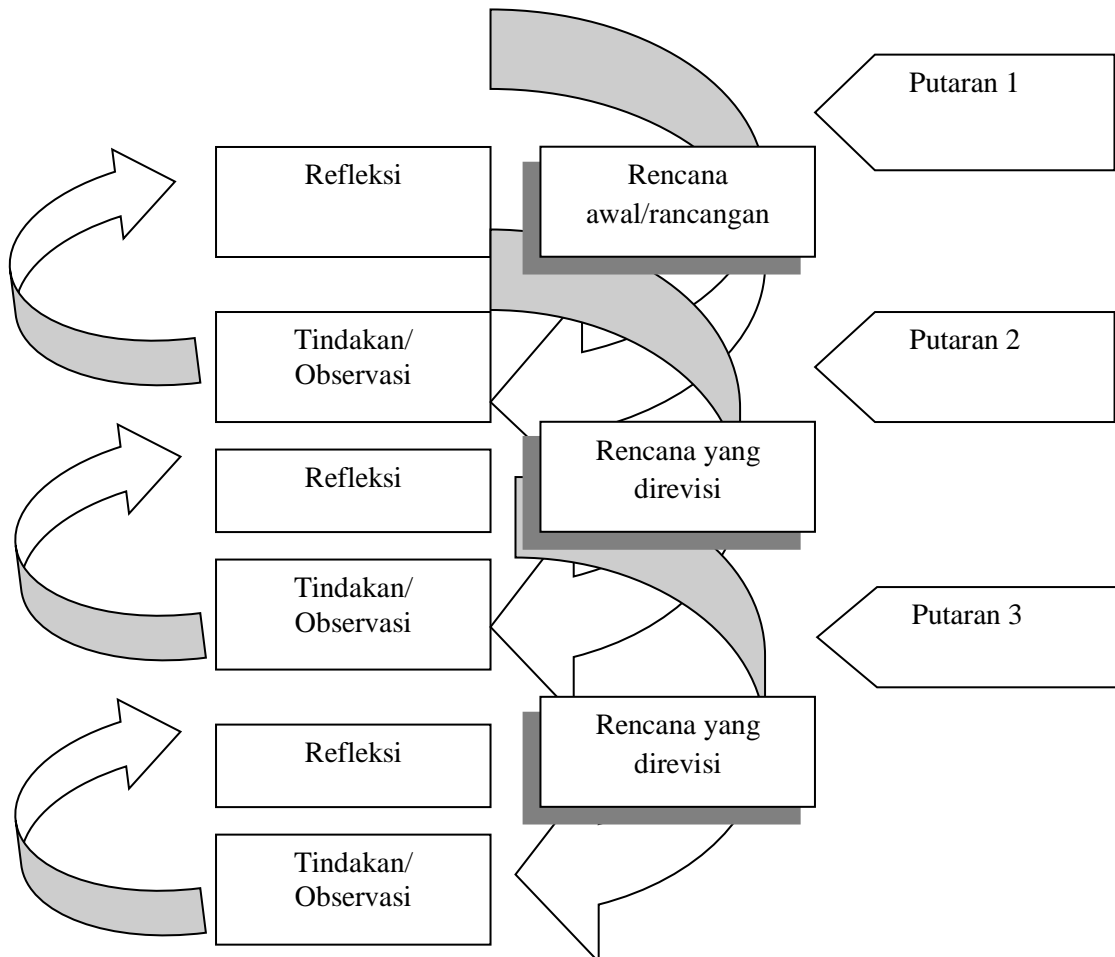 Putaran 1
Refleksi
Rencana
awal/rancangan
Tindakan/
Observasi
Putaran 2
Refleksi
Rencana yang
direvisi
Tindakan/
Observasi
Putaran 3
Refleksi
Rencana yang
direvisi
Tindakan/
Observasi